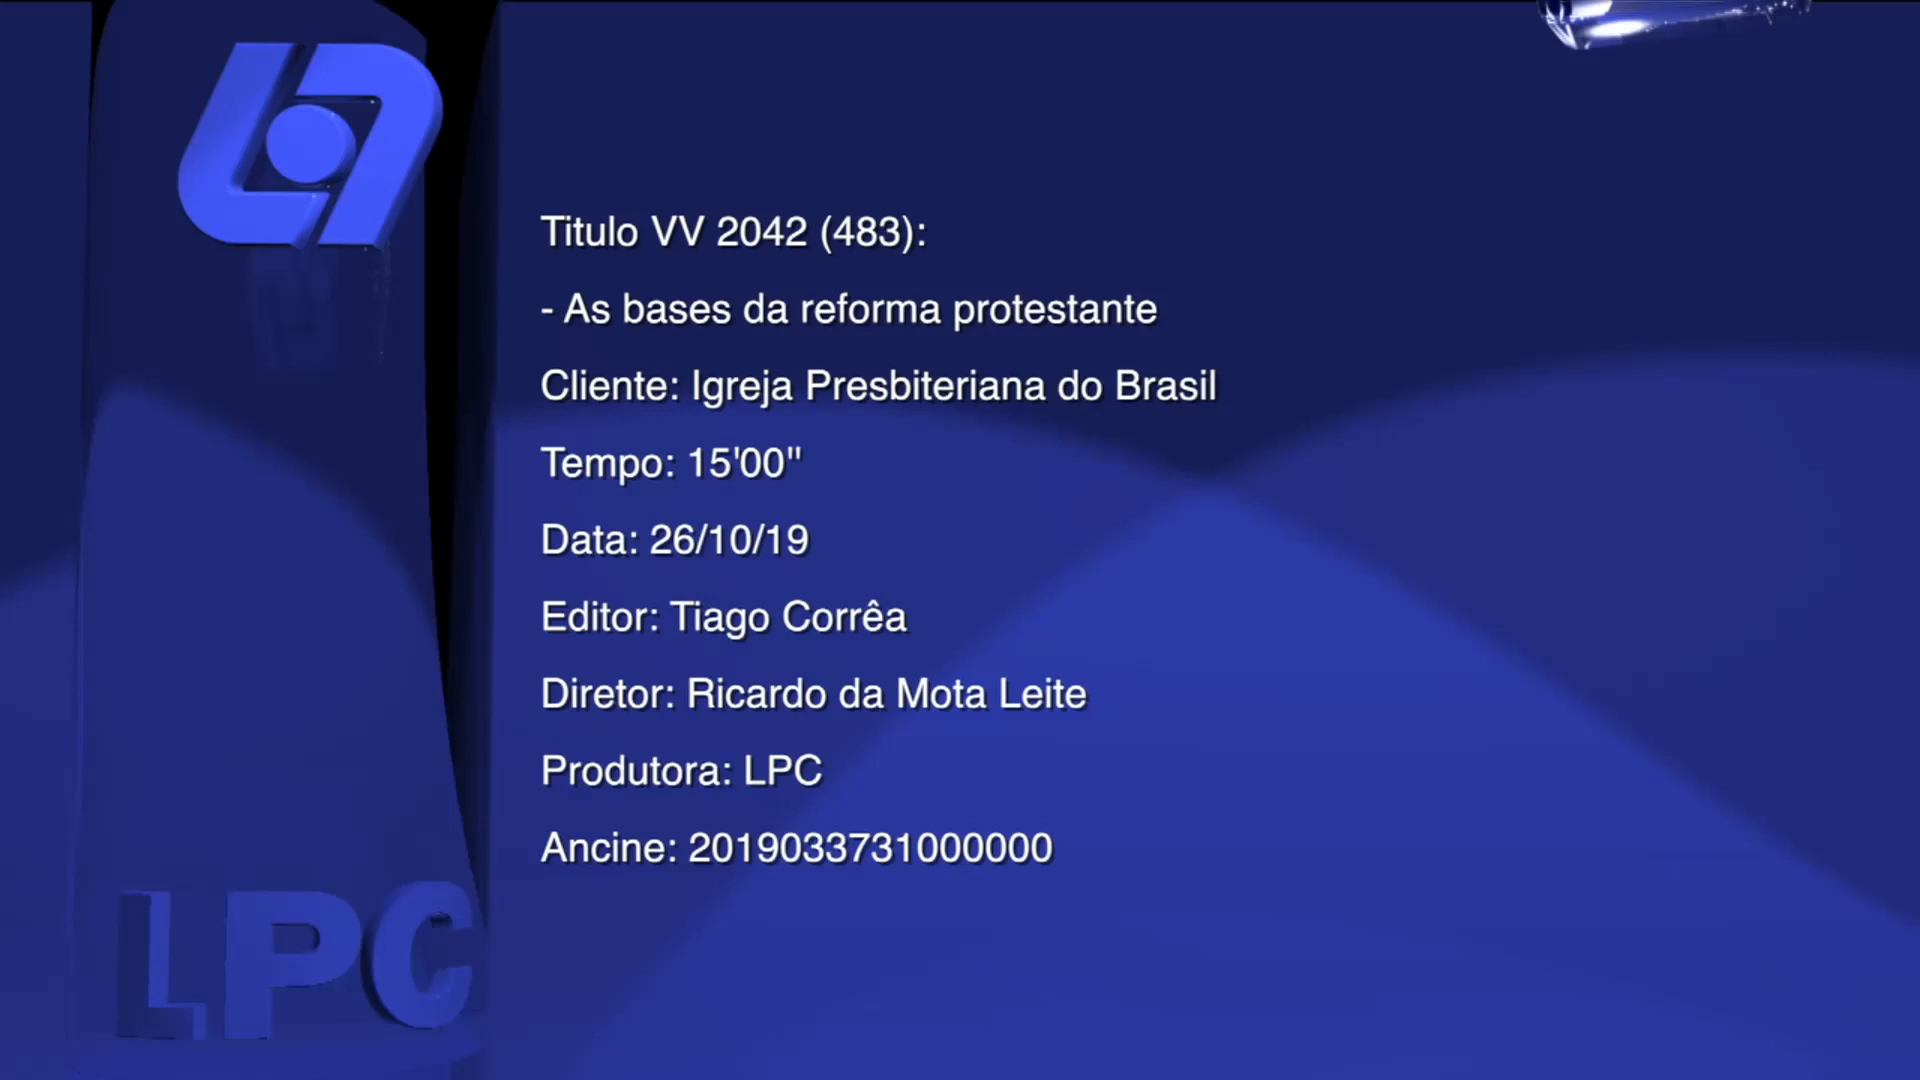 Titulo VV 2042 (483):
- As bases da reforma protestante
Cliente: Igreja Presbiteriana do Brasil
Tempo: 15'00"
Data: 26/10/19
Editor: Tiago Corrêa
Diretor: Ricardo da Mota Leite
Produtora: LPC
Ancine: 2019033731000000
LPC